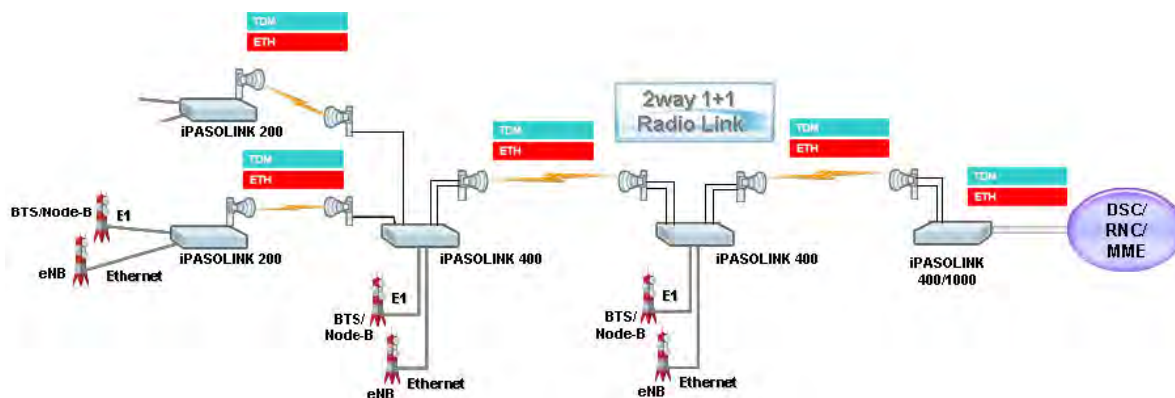 TDM
ETH
iPASOLINK 200
2way 1+1
Radio Link
TDM
ETH
TDM
ETH
TDM
ETH
TDM
ETH
BTS/Node-B
E1
eNB
Ethernet
iPASOLINK 200
iPASOLINK 400
E1
BTS/
Node-B
eNB
Ethernet
iPASOLINK 400
E1
BTS/
Node-B
eNB
Ethernet
iPASOLINK
400/1000
DSC/
RNC/
MME